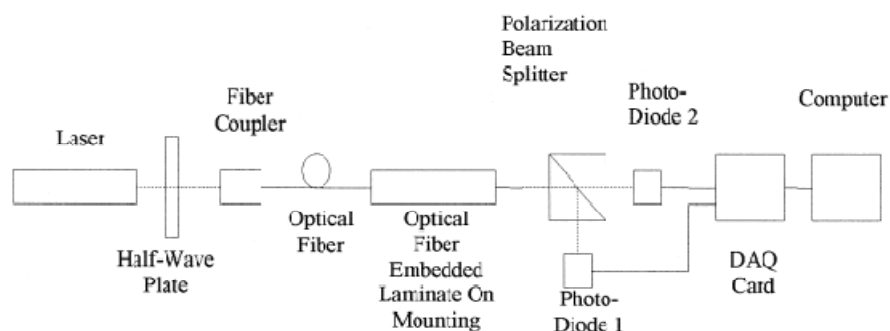 Polarization
Beam
Splitter
Photo-
Diode 2
Computer
Fiber
Coupler
Laser
Half-Wave
Plate
Optical
Fiber
Optical
Fiber
Embedded
Laminate On
Mounting
Photo-
Diode 1
DAQ
Card